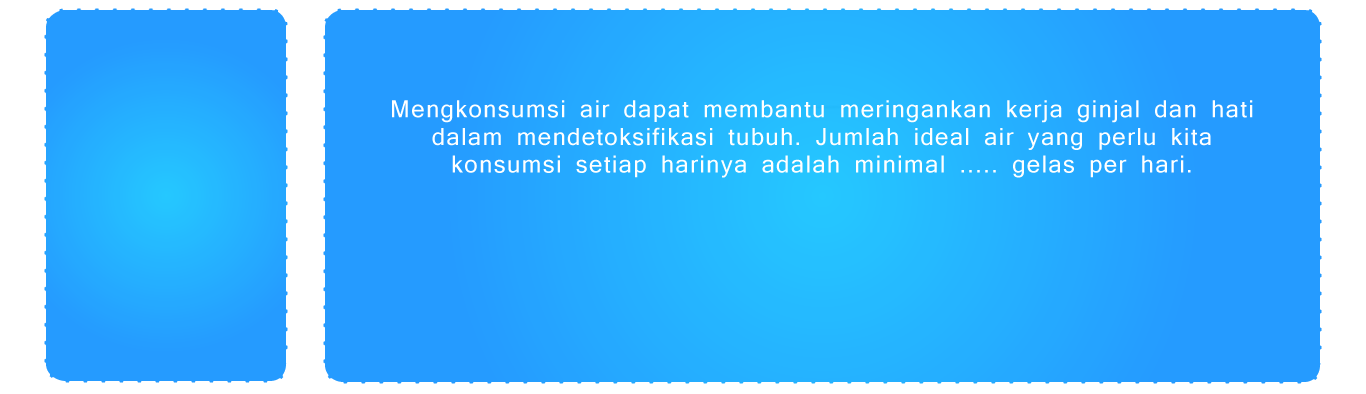 Mengkonsumsi air dapat membantu meringankan kerja ginjal dan hati
dalam mendetoksifikasi tubuh. Jumlah ideal air yang perlu kita
konsumsi setiap harinya adalah minimal ..... gelas per hari.